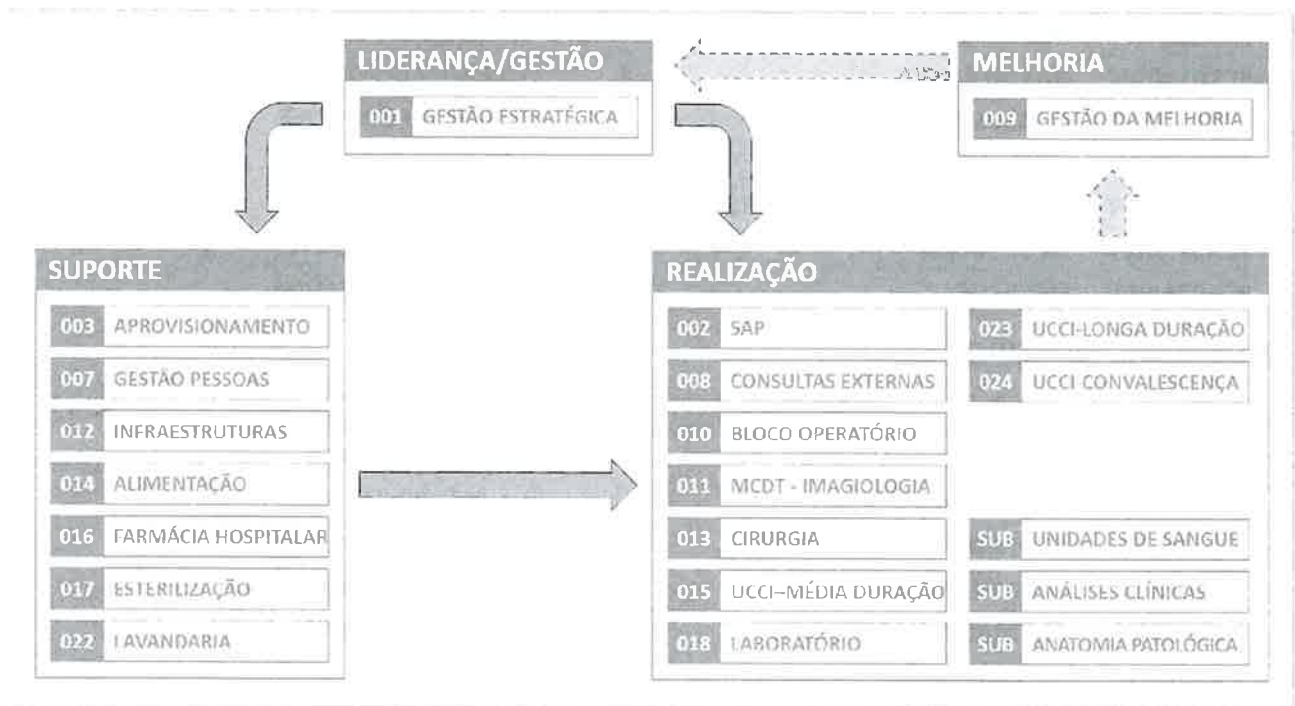 LIDERANÇA/GESTÃO
001 GESTÃO ESTRATÉGICA
MELHORIA
009 GESTÃO DA MELHORIA
SUPORTE
003 APROVISIONAMENTO
007 GESTÃO PESSOAS
012 INFRAESTRUTURAS
014 ALIMENTAÇÃO
016 FARMÁCIA HOSPITALAR
017 ESTERILIZAÇÃO
022 LAVANDARIA
REALIZAÇÃO
002 SAP
008 CONSULTAS EXTERNAS
010 BLOCO OPERATÓRIO
011 MCDT - IMAGIOLOGIA
013 CIRURGIA
015 UCCI–MÉDIA DURAÇÃO
018 LABORATÓRIO
023 UCCI-LONGA DURAÇÃO
024 UCCI CONVALESCENÇA
SUB UNIDADES DE SANGUE
SUB ANÁLISES CLÍNICAS
SUB ANATOMIA PATOLÓGICA